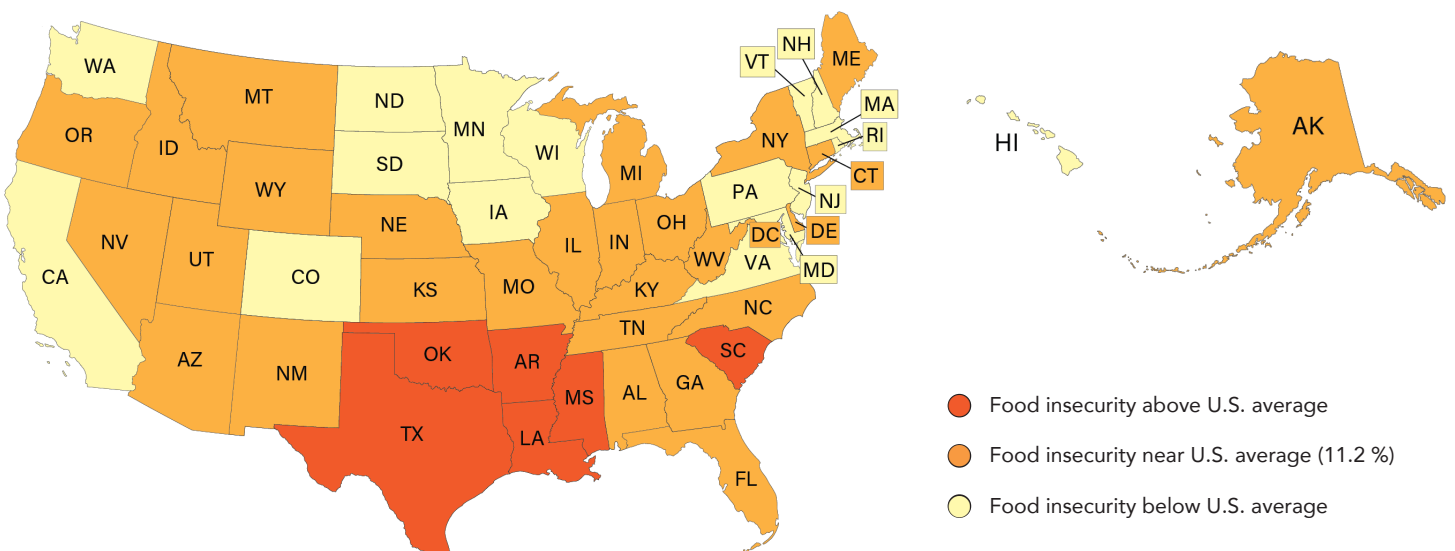 WA
OR
CA
NV
ID
MT
WY
UT
AZ
CO
NM
ND
SD
NE
KS
OK
TX
MN
IA
MO
AR
LA
WI
IL
MI
IN
OH
KY
TN
MS
AL
GA
FL
SC
NC
VA
WV
DC
DE
MD
PA
NJ
NY
CT
RI
MA
VT
NH
ME
HI
AK
Food insecurity above U.S. average
Food insecurity near U.S. average (11.2 %)
Food insecurity below U.S. average